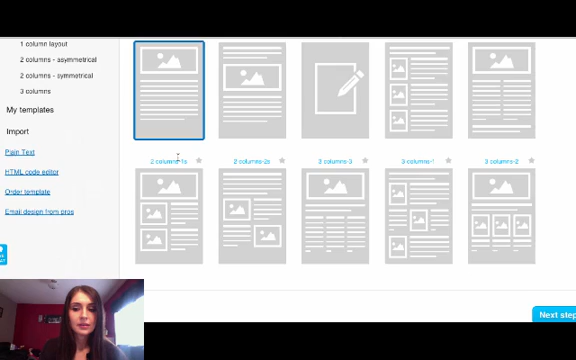 1 column layout
2 columns - asymmetrical
2 columns - symmetrical
3 columns
My templates
Import
Plain Text
HTML code editor
Order template
Email design from pros
2 columns-1s
2 columns-2s
3 columns-3
3 columns-1
3 columns-2
Next step